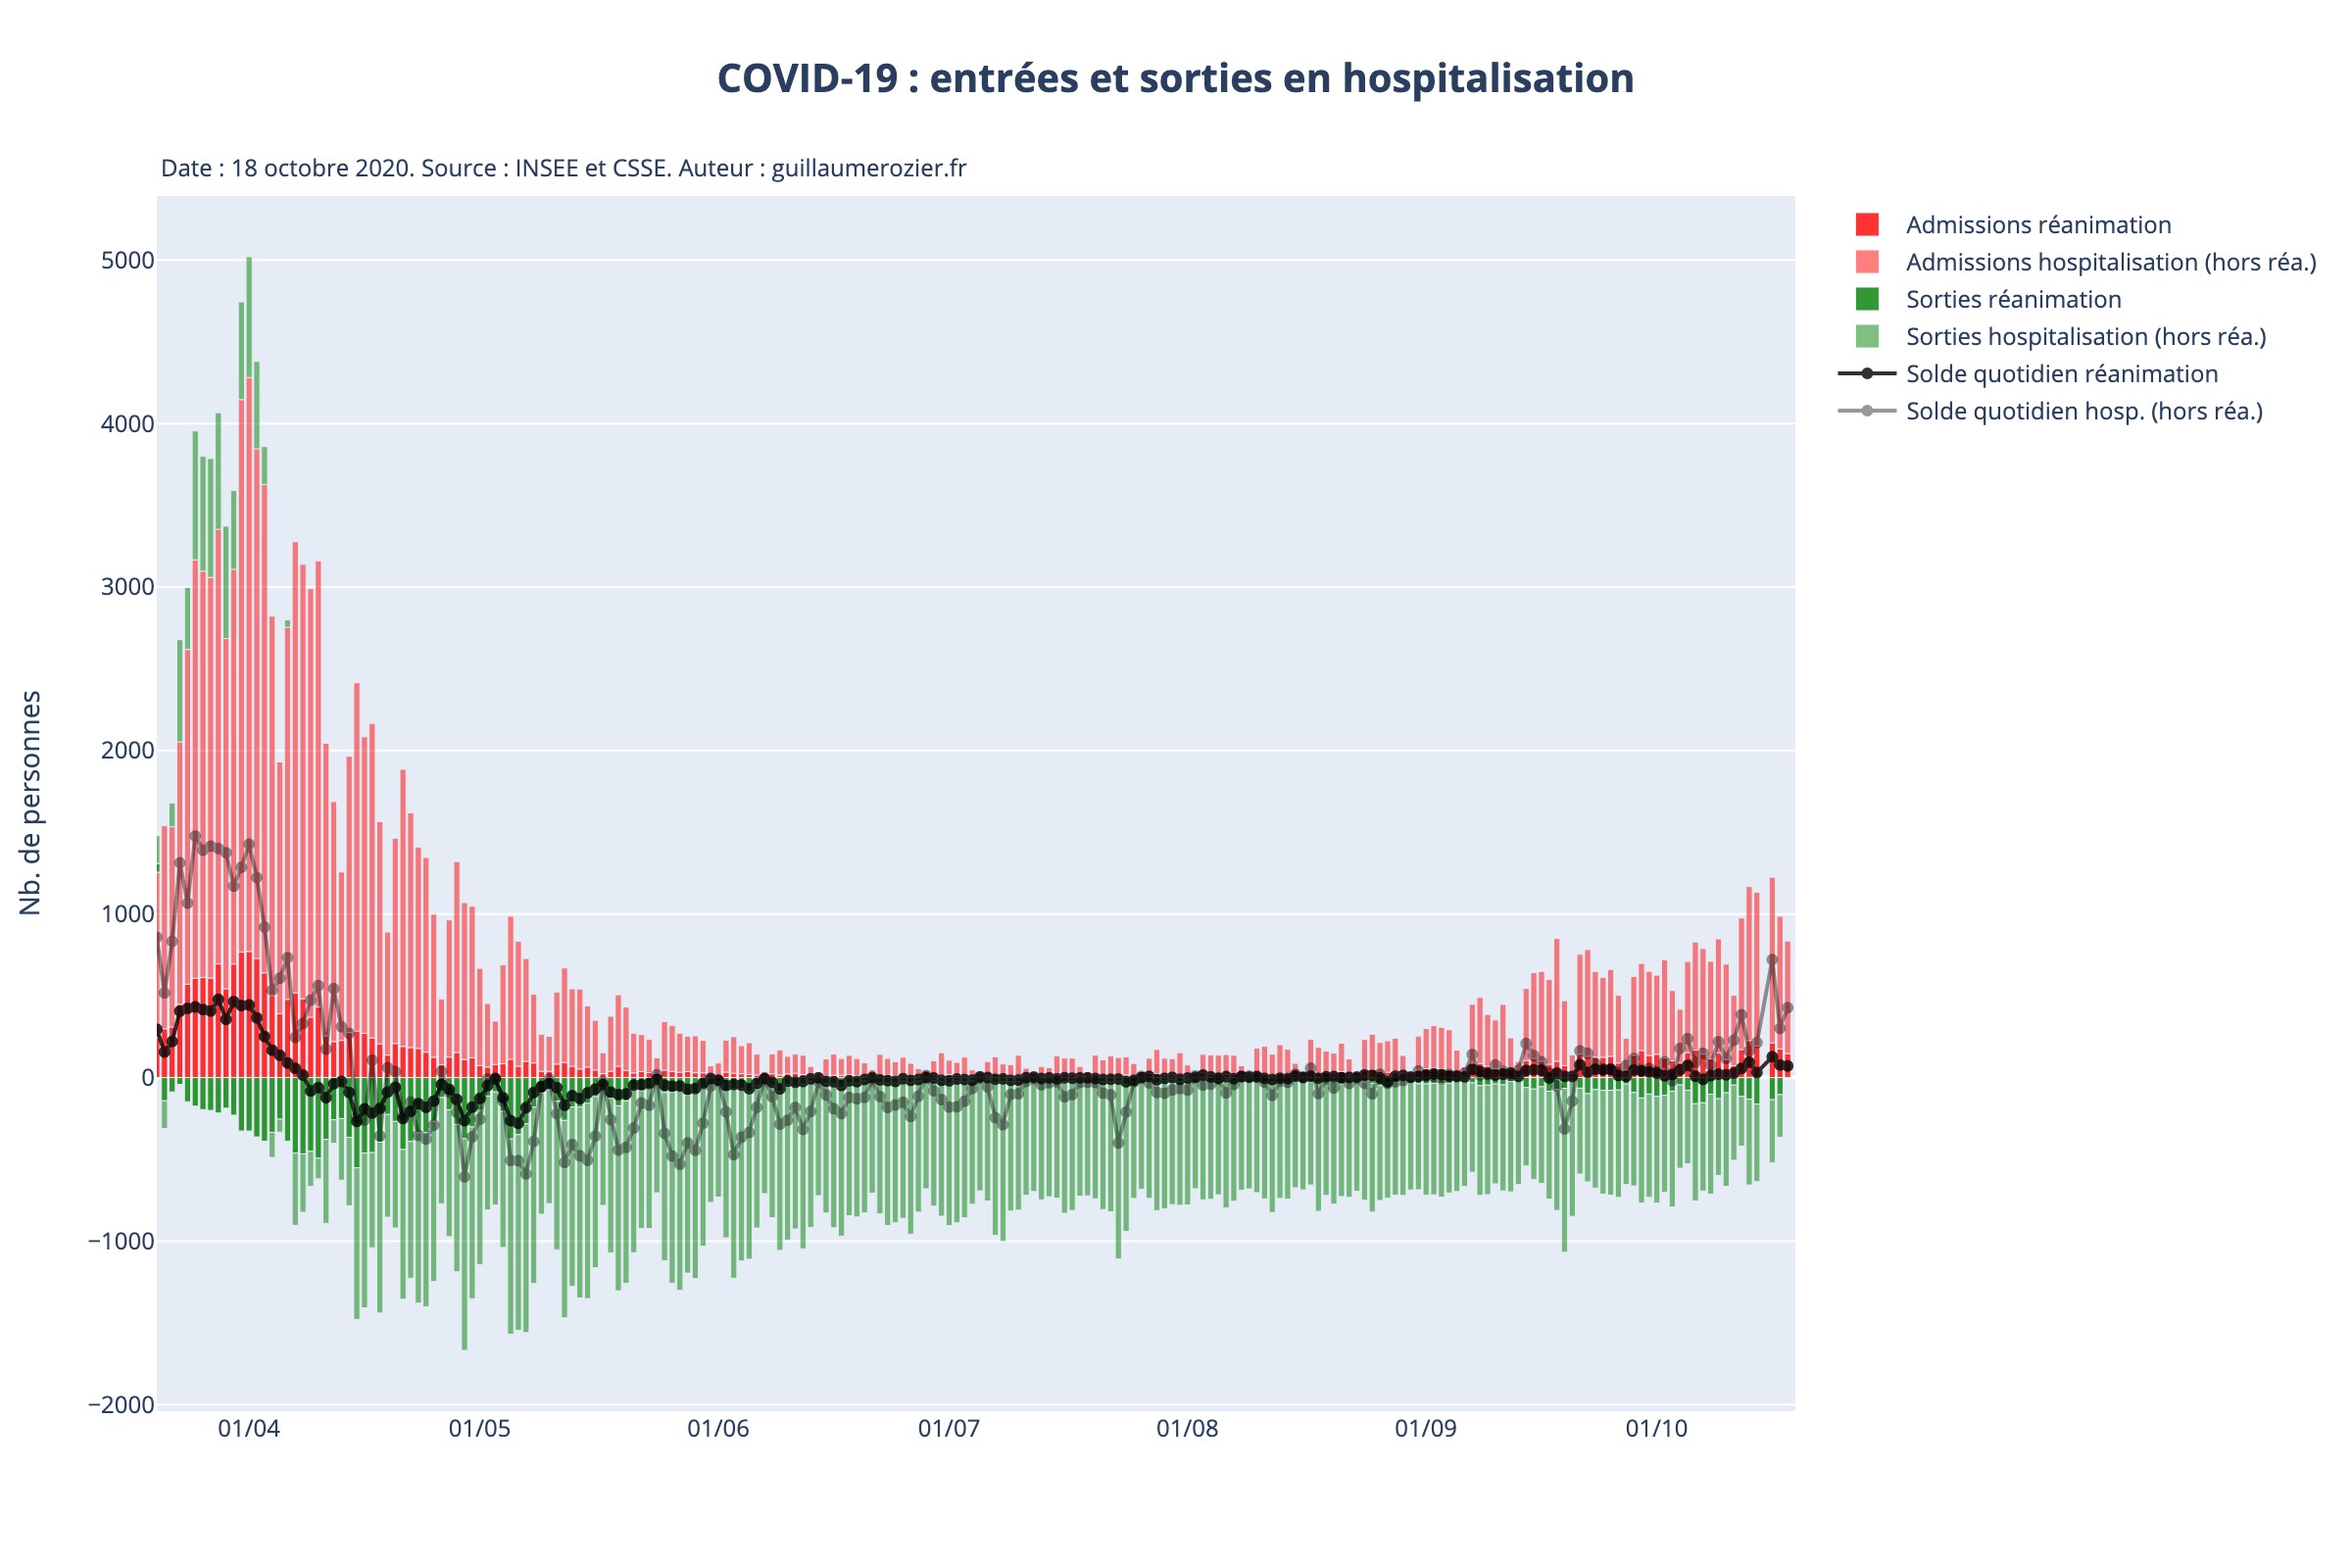 COVID-19 : entrées et sorties en hospitalisation
Date : 18 octobre 2020. Source : INSEE et CSSE. Auteur : guillaumerozier.fr
Admissions réanimation
Admissions hospitalisation (hors réa.)
Sorties réanimation
Sorties hospitalisation (hors réa.)
Solde quotidien réanimation
Solde quotidien hosp. (hors réa.)
Nb. de personnes
5000
4000
3000
2000
1000
0
−1000
−2000
01/04 01/05 01/06 01/07 01/08 01/09 01/10